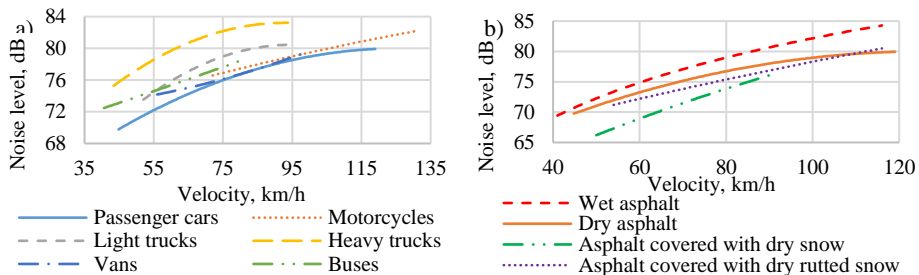 a)
Noise level, dB
84
80
76
72
68
35 55 75 95 115 135
Velocity, km/h
Passenger cars Motorcycles
Light trucks Heavy trucks
Vans Buses
b)
Noise level, dB
85
80
75
70
65
40 60 80 100 120
Velocity, km/h
Wet asphalt
Dry asphalt
Asphalt covered with dry snow
Asphalt covered with dry rutted snow